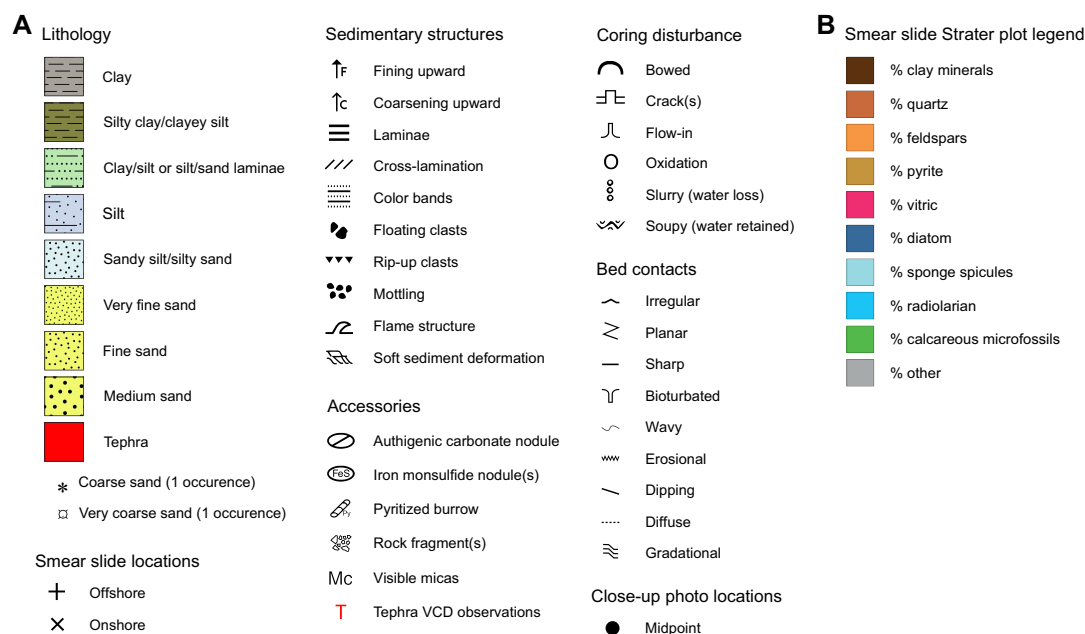 A
Lithology
Clay
Silty clay/clayey silt
Clay/silt or silt/sand laminae
Silt
Sandy silt/silty sand
Very fine sand
Fine sand
Medium sand
Tephra
* Coarse sand (1 occurence)
¤ Very coarse sand (1 occurence)
Smear slide locations
Offshore
Onshore
Sedimentary structures
F Fining upward
C Coarsening upward
Laminae
Cross-lamination
Color bands
Floating clasts
Rip-up clasts
Mottling
Flame structure
Soft sediment deformation
Accessories
Authigenic carbonate nodule
FeS Iron monsulfide nodule(s)
Py Pyritized burrow
Rock fragment(s)
Mc Visible micas
T Tephra VCD observations
Coring disturbance
Bowed
Crack(s)
Flow-in
Oxidation
Slurry (water loss)
Soupy (water retained)
Bed contacts
Irregular
Planar
Sharp
Bioturbated
Wavy
Erosional
Dipping
Diffuse
Gradational
Close-up photo locations
Midpoint
B
Smear slide Strater plot legend
% clay minerals
% quartz
% feldspars
% pyrite
% vitric
% diatom
% sponge spicules
% radiolarian
% calcareous microfossils
% other